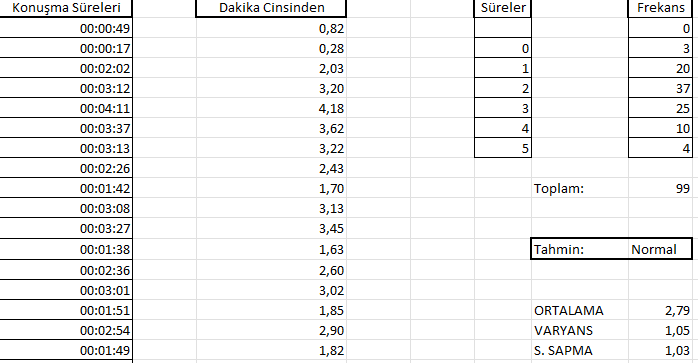 Konuşma Süreleri Dakika Cinsinden Süreler Frekans
00:00:49 0,82 0
00:00:17 0,28 0 3
00:02:02 2,03 1 20
00:03:12 3,20 2 37
00:04:11 4,18 3 25
00:03:37 3,62 4 10
00:03:13 3,22 5 4
00:02:26 2,43
00:01:42 1,70 Toplam: 99
00:03:08 3,13
00:03:27 3,45
00:01:38 1,63 Tahmin: Normal
00:02:36 2,60
00:03:01 3,02
00:01:51 1,85 ORTALAMA 2,79
00:02:54 2,90 VARYANS 1,05
00:01:49 1,82 S. SAPMA 1,03